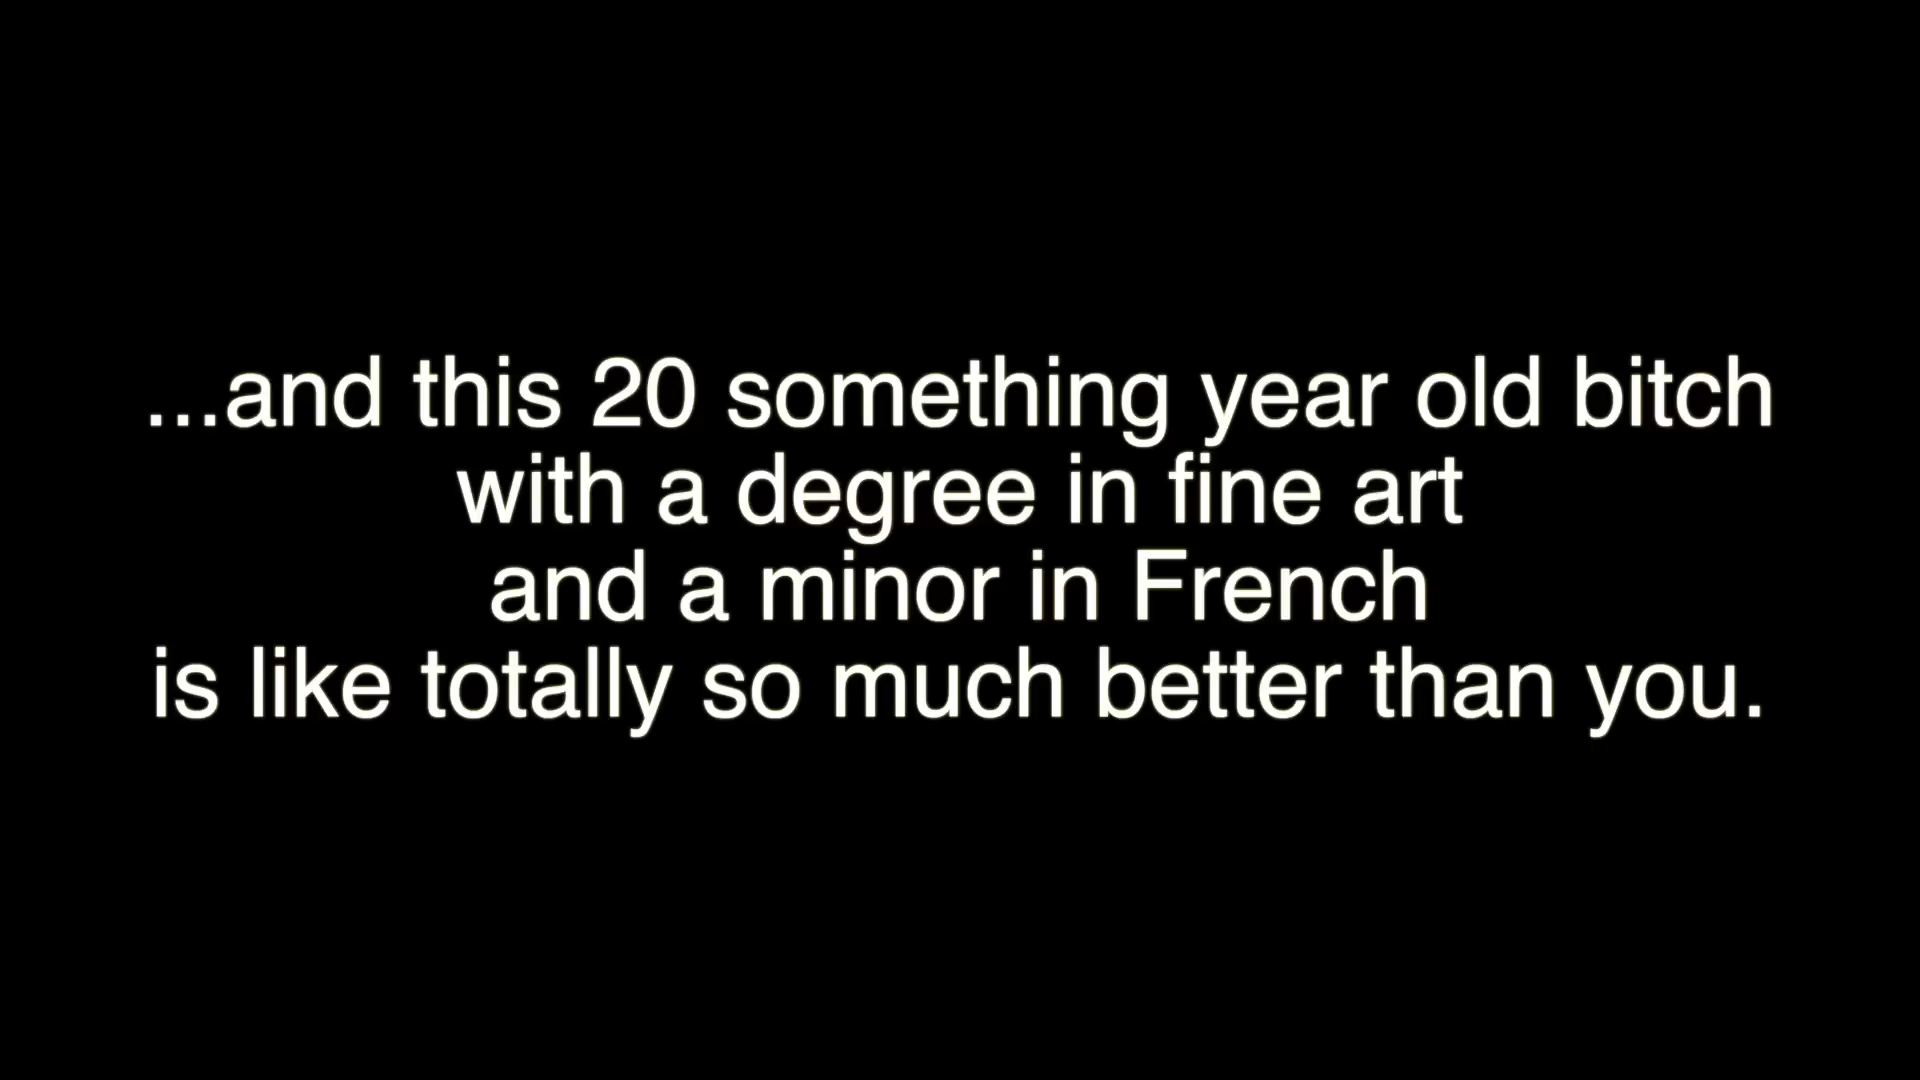 ...and this 20 something year old bitch
with a degree in fine art
and a minor in French
is like totally so much better than you.